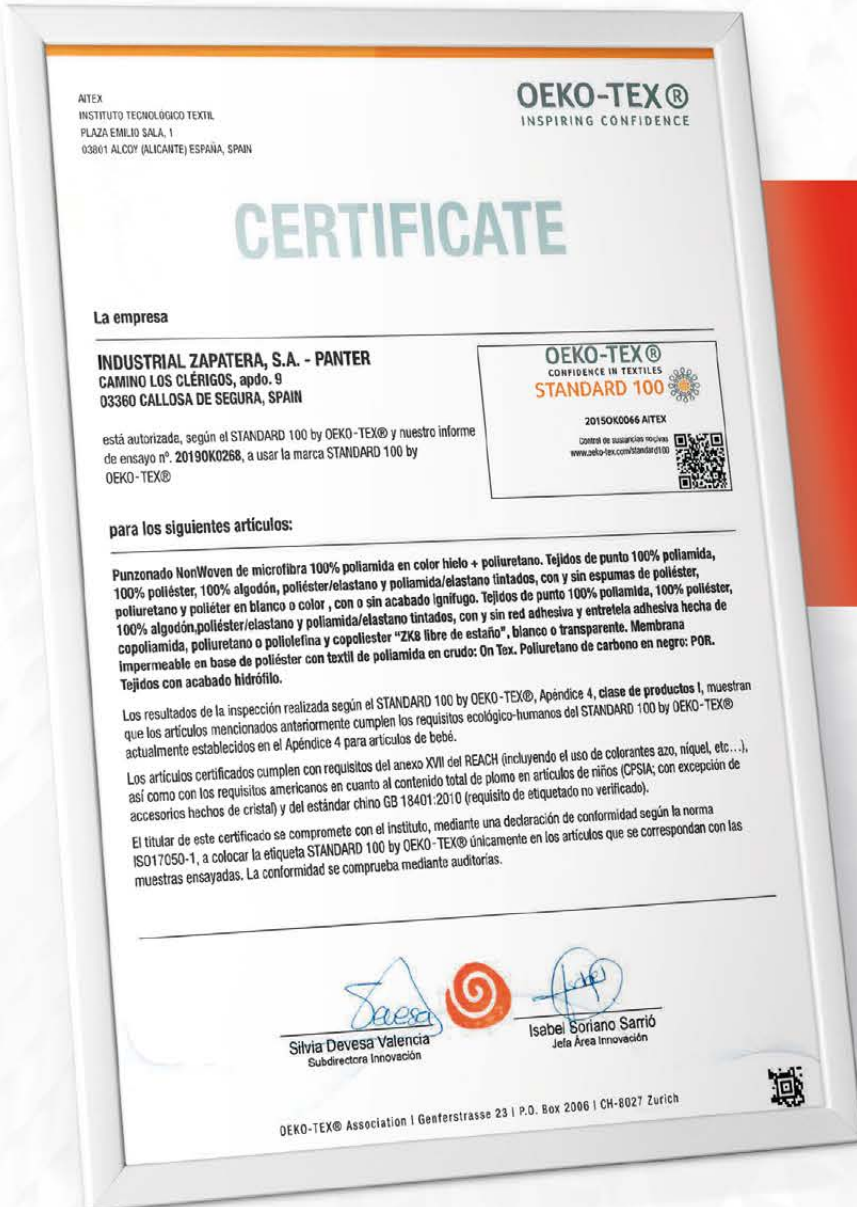 AITEX
INSTITUTO TECNOLÓGICO TEXTIL
PLAZA EMILIO SALA, 1
03801 ALCOY (ALICANTE) ESPAÑA, SPAIN
OEKO-TEX®
INSPIRING CONFIDENCE
CERTIFICATE
La empresa
INDUSTRIAL ZAPATERA, S.A. - PANTER
CAMINO LOS CLÉRIGOS, apdo. 9
03360 CALLOSA DE SEGURA, SPAIN
está autorizada, según el STANDARD 100 by OEKO-TEX® y nuestro informe
de ensayo nº. 2019OK0268, a usar la marca STANDARD 100 by
OEKO-TEX®
OEKO-TEX®
CONFIDENCE IN TEXTILES
STANDARD 100
2015OK0066 AITEX
Control de sustancias nocivas
www.oeko-tex.com/standard100
para los siguientes artículos:
Punzonado NonWoven de microfibra 100% poliamida en color hielo + poliuretano. Tejidos de punto 100% poliamida,
100% poliéster, 100% algodón, poliéster/elastano y poliamida/elastano tintados, con y sin espumas de poliéster,
poliuretano y poliéter en blanco o color , con o sin acabado ignífugo. Tejidos de punto 100% poliamida, 100% poliéster,
100% algodón,poliéster/elastano y poliamida/elastano tintados, con y sin red adhesiva y entretela adhesiva hecha de
copoliamida, poliuretano o poliolefina y copoliester "ZK8 libre de estaño", blanco o transparente. Membrana
impermeable en base de poliéster con textil de poliamida en crudo: On Tex. Poliuretano de carbono en negro: POR.
Tejidos con acabado hidrófilo.
Los resultados de la inspección realizada según el STANDARD 100 by OEKO-TEX®, Apéndice 4, clase de productos I, muestran
que los artículos mencionados anteriormente cumplen los requisitos ecológico-humanos del STANDARD 100 by OEKO-TEX®
actualmente establecidos en el Apéndice 4 para artículos de bebé.
Los artículos certificados cumplen con requisitos del anexo XVII del REACH (incluyendo el uso de colorantes azo, níquel, etc...),
así como con los requisitos americanos en cuanto al contenido total de plomo en artículos de niños (CPSIA; con excepción de
accesorios hechos de cristal) y del estándar chino GB 18401:2010 (requisito de etiquetado no verificado).
El titular de este certificado se compromete con el instituto, mediante una declaración de conformidad según la norma
ISO17050-1, a colocar la etiqueta STANDARD 100 by OEKO-TEX® únicamente en los artículos que se correspondan con las
muestras ensayadas. La conformidad se comprueba mediante auditorías.
Silvia Devesa Valencia
Subdirectora Innovación
Isabel Soriano Sarrió
Jefa Área Innovación
OEKO-TEX® Association | Genferstrasse 23 | P.O. Box 2006 | CH-8027 Zurich